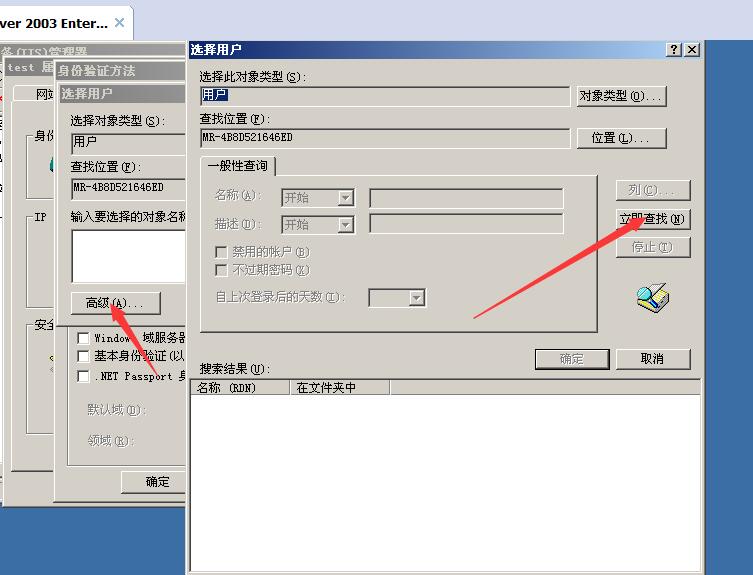 ver 2003 Enter...
务(IIS)管理器
test 属
网站
身份
IP
安全
身份验证方法
选择用户
选择此对象类型(S):
用户
查找位置(F):
MR-4B8D521646ED
输入要选择的对象名称
高级(A)...
Window 域服务器
基本身份验证(以
.NET Passport 身
默认域(D):
领域(R):
确定
选择用户
选择此对象类型(S):
用户
对象类型(O)...
查找位置(F):
MR-4B8D521646ED
位置(L)...
一般性查询
名称(A):
开始
描述(D):
开始
禁用的帐户(B)
不过期密码(X)
自上次登录后的天数(I):
列(C)...
立即查找(N)
停止(T)
确定
取消
搜索结果(U):
名称 (RDN)
在文件夹中